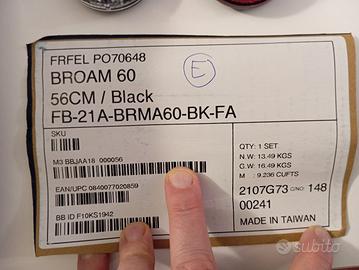 FRFEL PO70648
BROAM 60
E
56CM / Black
FB-21A-BRMA60-BK-FA
SKU
M3 BBJAA18 000056
EAN/UPC 0840077020859
BB ID F10KS1942
QTY: 1 SET
N.W: 13.49 KGS
G.W: 16.49 KGS
M : 9.236 CUFTS
2107G73 G/NO: 148
00241
MADE IN TAIWAN
subito